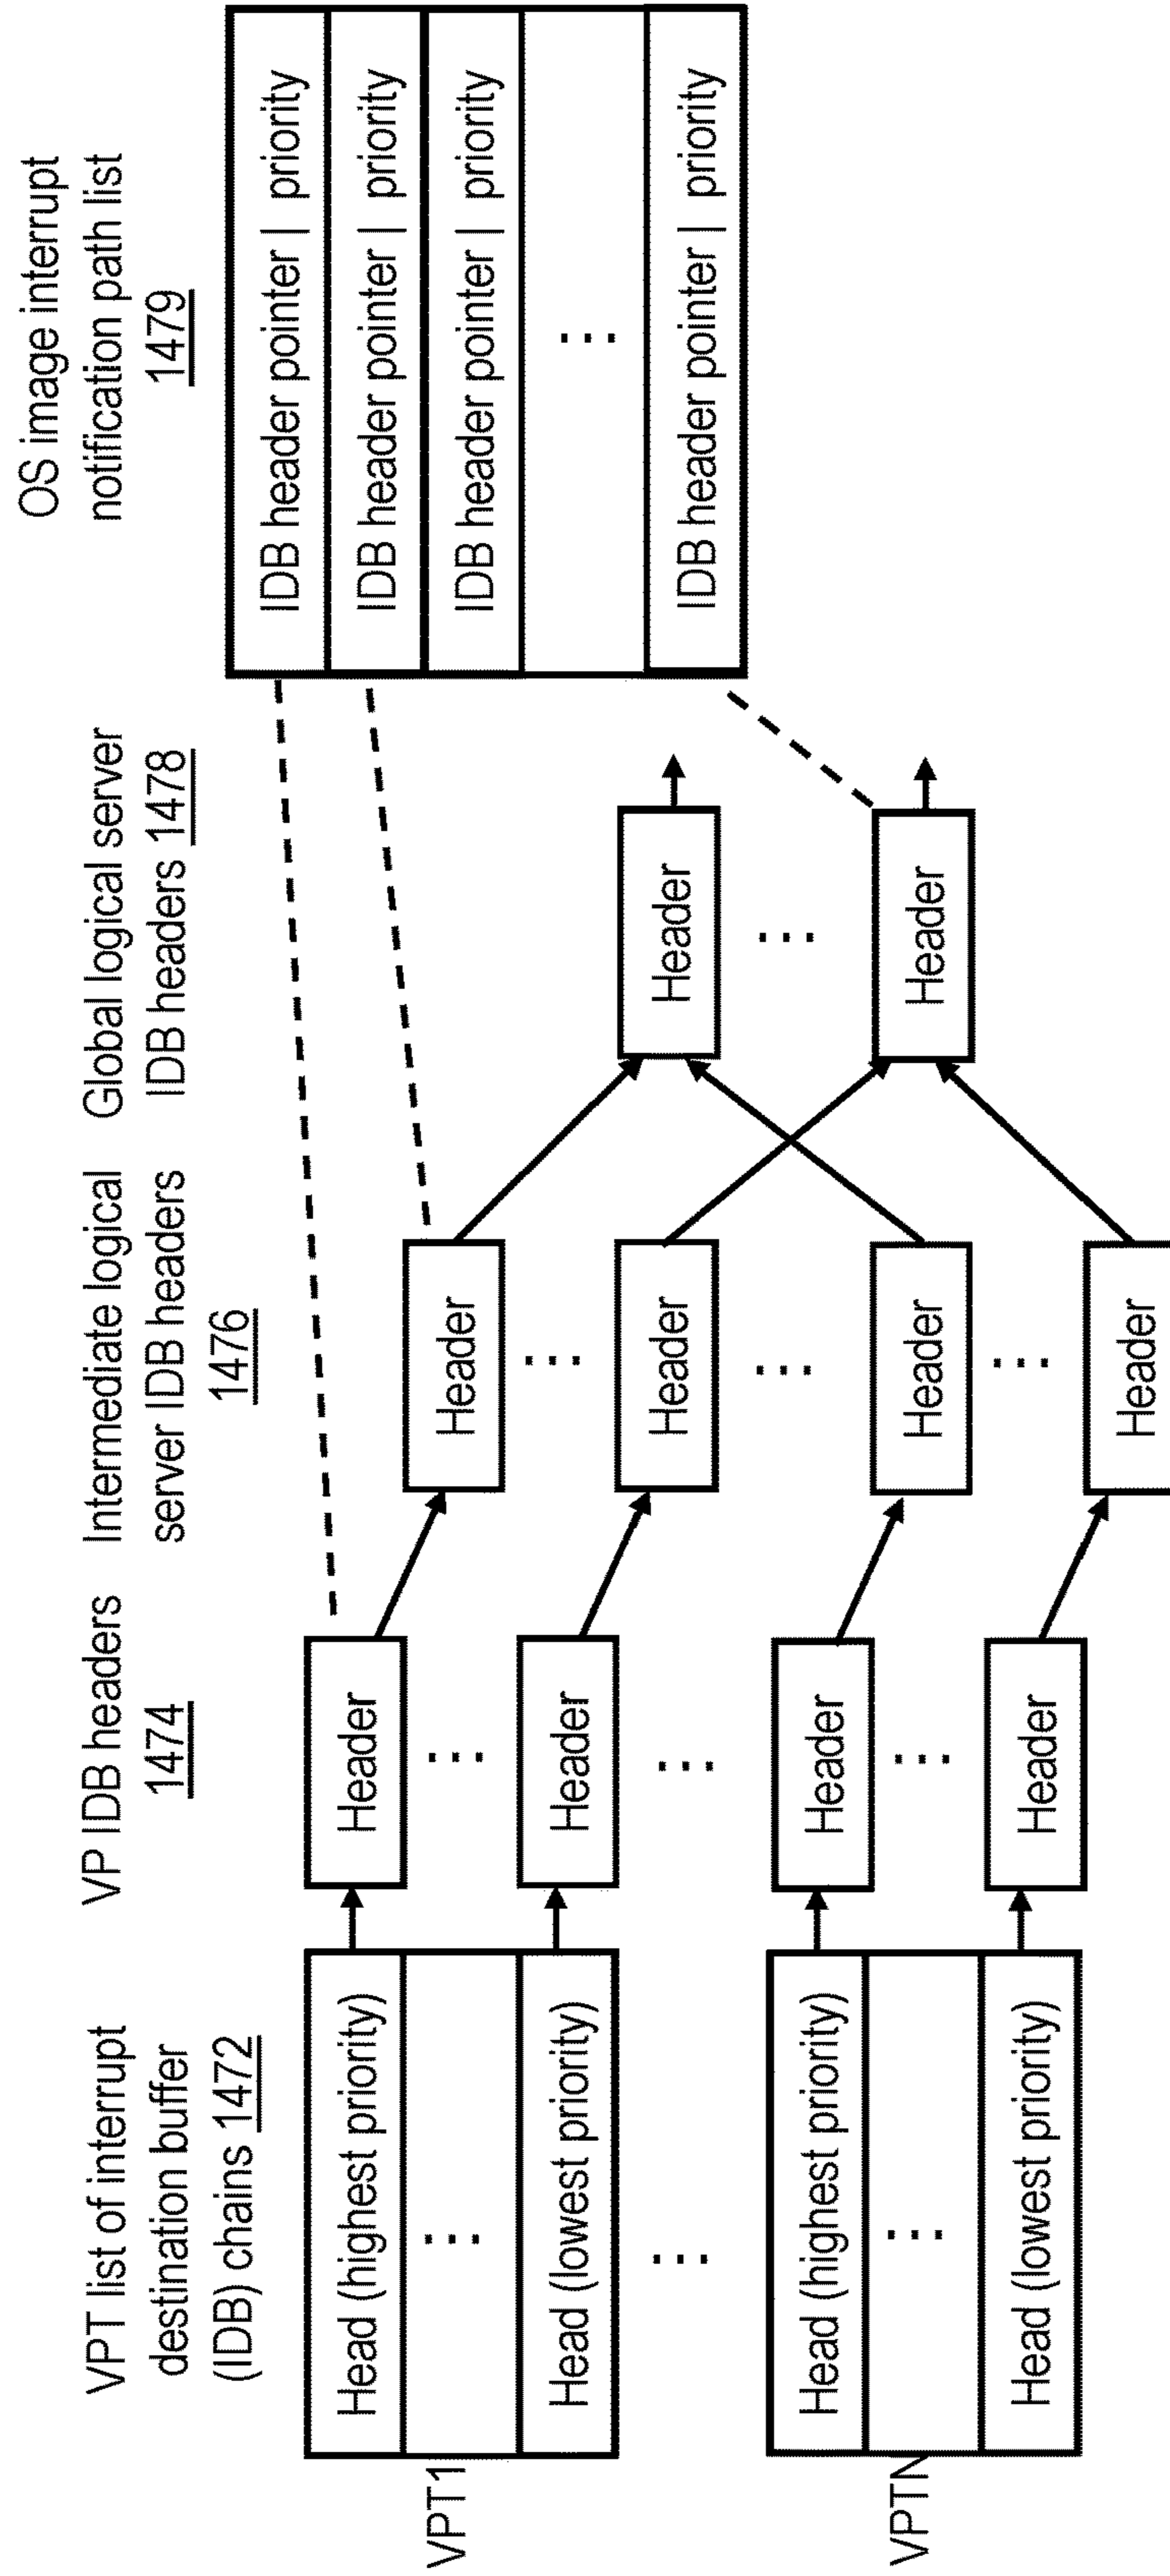 VPT list of interrupt
destination buffer
(IDB) chains 1472
VP IDB headers
1474
Intermediate logical
server IDB headers
1476
Global logical server
IDB headers 1478
OS image interrupt
notification path list
1479
VPT1
Head (highest priority)
...
Head (lowest priority)
...
VPTN
Head (highest priority)
...
Head (lowest priority)
Header
...
Header
...
Header
...
Header
Header
...
Header
...
Header
...
Header
Header
...
Header
IDB header pointer | priority
IDB header pointer | priority
IDB header pointer | priority
...
IDB header pointer | priority